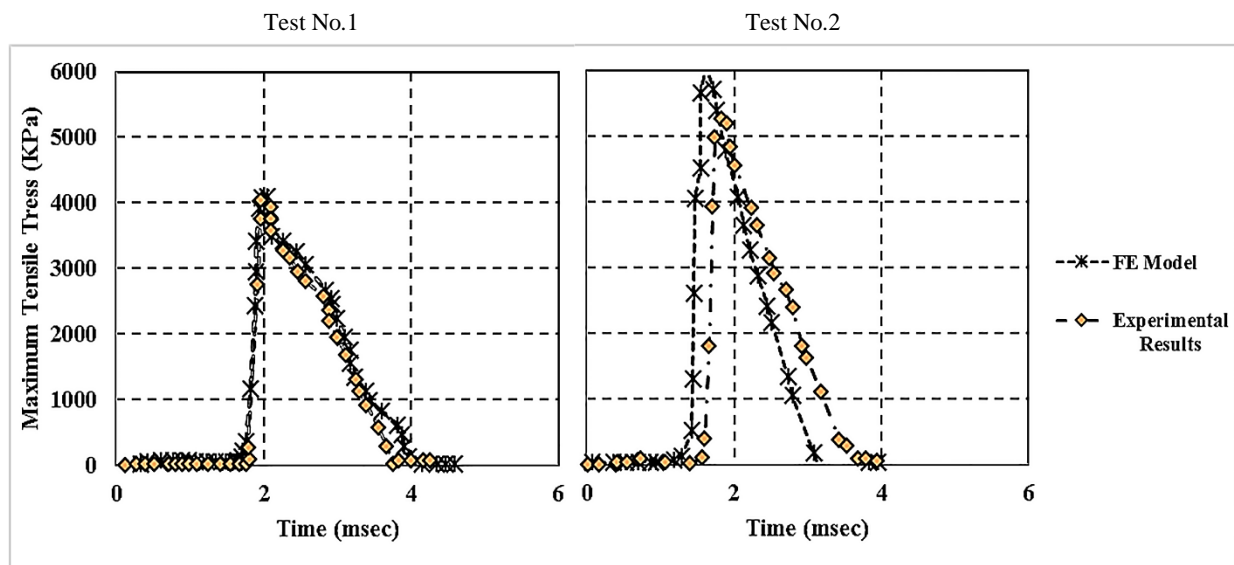 Test No.1
Test No.2
Maximum Tensile Tress (KPa)
6000
5000
4000
3000
2000
1000
0
0 2 4 6
Time (msec)
0 2 4 6
Time (msec)
FE Model
Experimental
Results